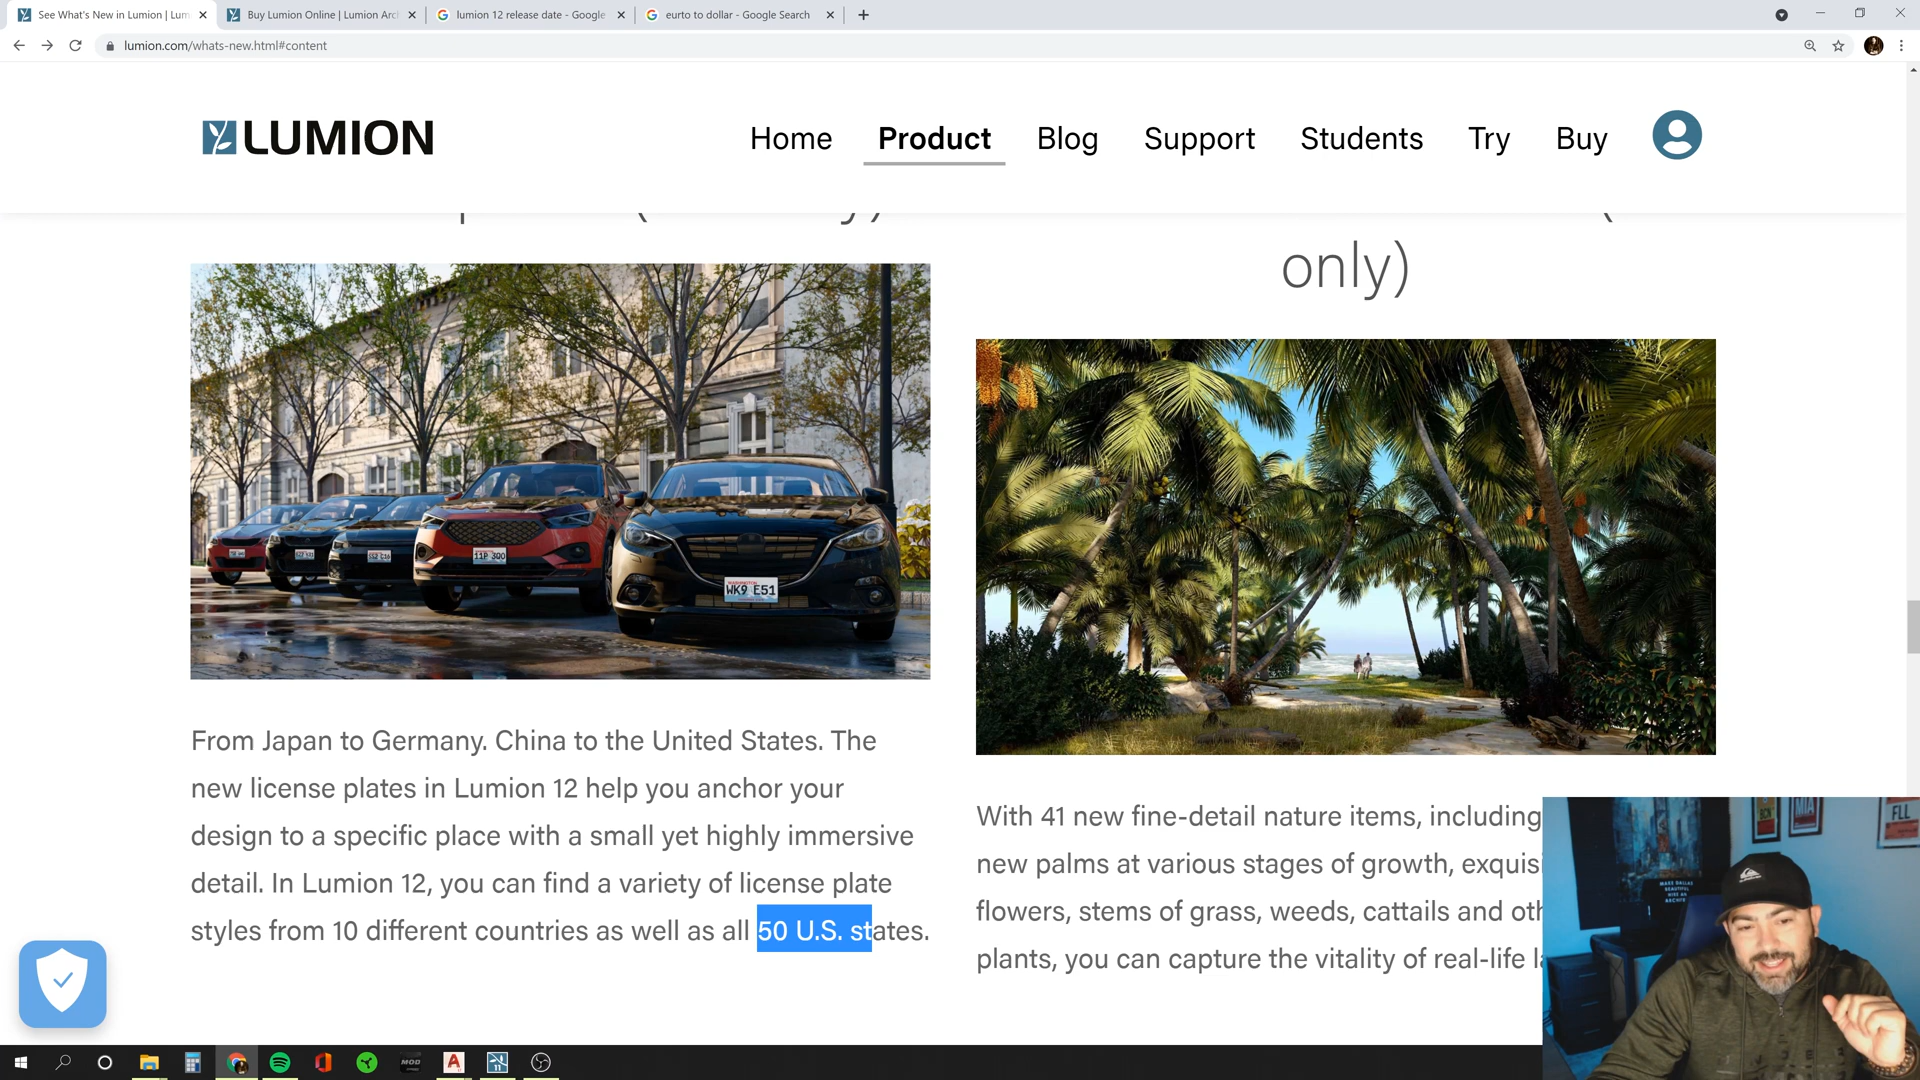 See What's New in Lumion | Lum
Buy Lumion Online | Lumion Arc
lumion 12 release date - Google
eurto to dollar - Google Search
lumion.com/whats-new.html#content
LUMION
Home
Product
Blog
Support
Students
Try
Buy
only)
11P 300
WK9 E51
From Japan to Germany. China to the United States. The
new license plates in Lumion 12 help you anchor your
design to a specific place with a small yet highly immersive
detail. In Lumion 12, you can find a variety of license plate
styles from 10 different countries as well as all 50 U.S. states.
With 41 new fine-detail nature items, including
new palms at various stages of growth, exquisi
flowers, stems of grass, weeds, cattails and oth
plants, you can capture the vitality of real-life l
BCN
MIA
FLL
MOD
A
11